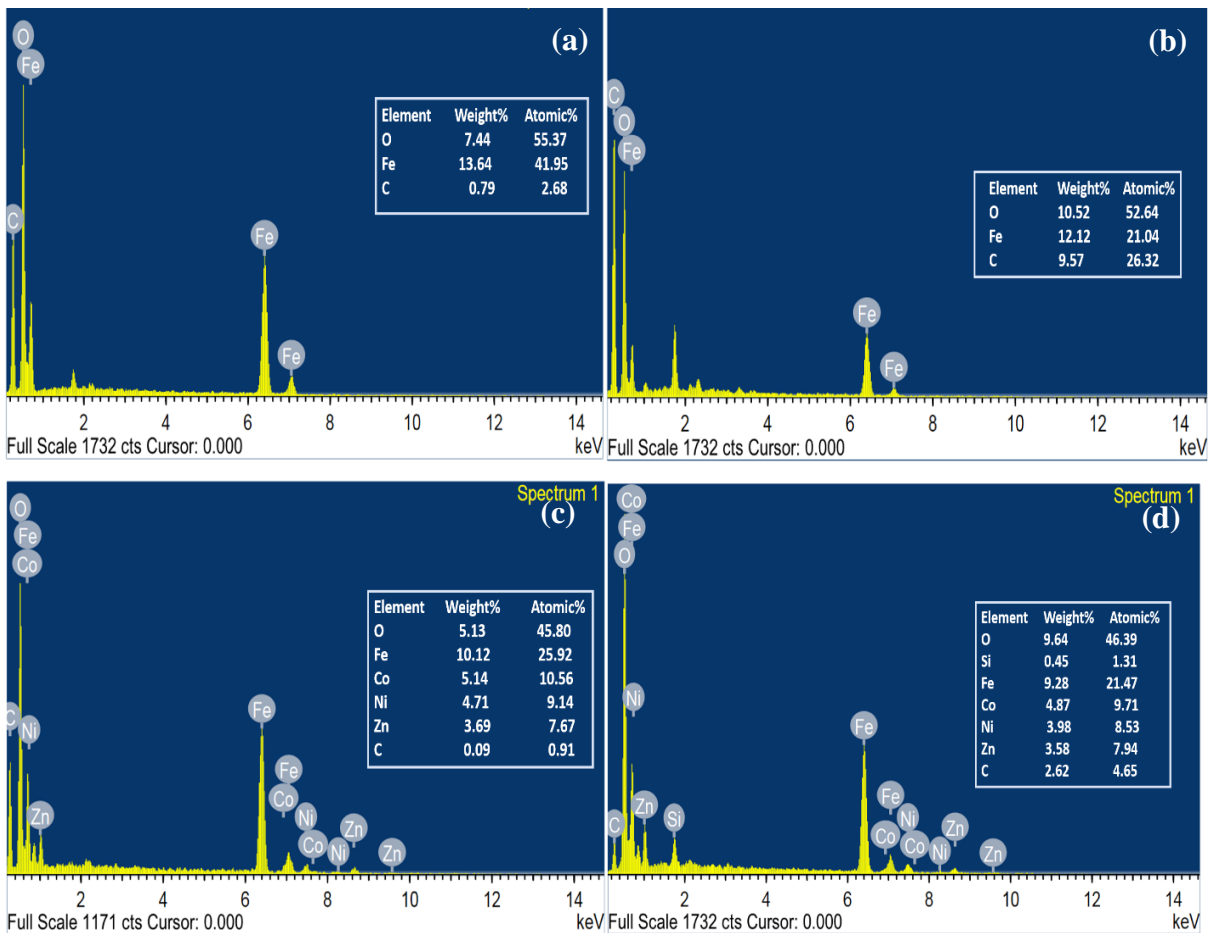 (a)
O
Fe
C
Fe
Fe
Element Weight% Atomic%
O 7.44 55.37
Fe 13.64 41.95
C 0.79 2.68
2 4 6 8 10 12 14
Full Scale 1732 cts Cursor: 0.000 keV
(b)
C
O
Fe
Fe
Fe
Element Weight% Atomic%
O 10.52 52.64
Fe 12.12 21.04
C 9.57 26.32
2 4 6 8 10 12 14
Full Scale 1732 cts Cursor: 0.000 keV
Spectrum 1
(c)
O
Fe
Co
C
Ni
Zn
Fe
Fe
Co
Ni
Co
Ni
Zn
Zn
Element Weight% Atomic%
O 5.13 45.80
Fe 10.12 25.92
Co 5.14 10.56
Ni 4.71 9.14
Zn 3.69 7.67
C 0.09 0.91
2 4 6 8 10 12 14
Full Scale 1171 cts Cursor: 0.000 keV
Spectrum 1
(d)
Co
Fe
O
Ni
C
Zn
Si
Fe
Fe
Co
Ni
Co
Ni
Zn
Zn
Element Weight% Atomic%
O 9.64 46.39
Si 0.45 1.31
Fe 9.28 21.47
Co 4.87 9.71
Ni 3.98 8.53
Zn 3.58 7.94
C 2.62 4.65
2 4 6 8 10 12 14
Full Scale 1732 cts Cursor: 0.000 keV